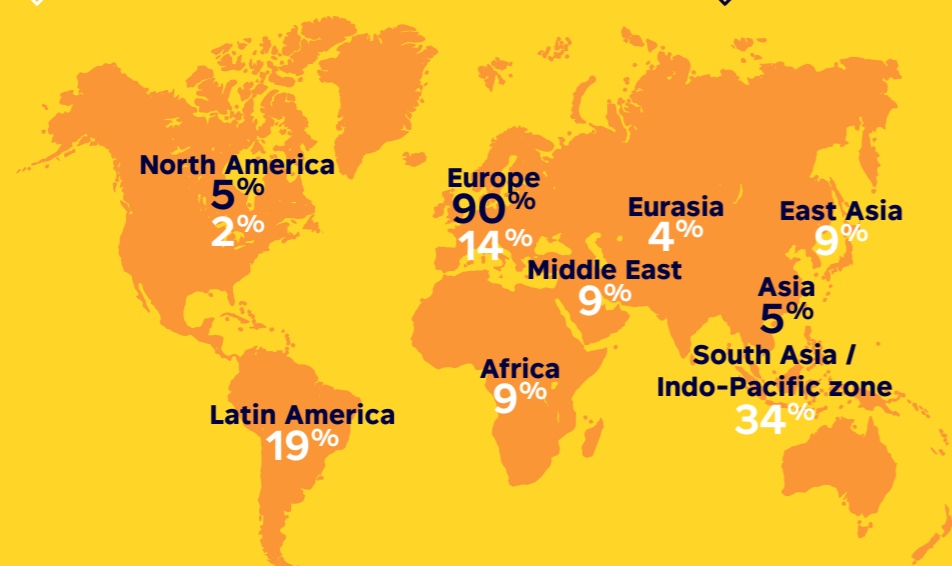 North America
5%
2%
Europe
90%
14%
Eurasia
4%
East Asia
9%
Middle East
9%
Asia
5%
South Asia /
Indo-Pacific zone
34%
Africa
9%
Latin America
19%